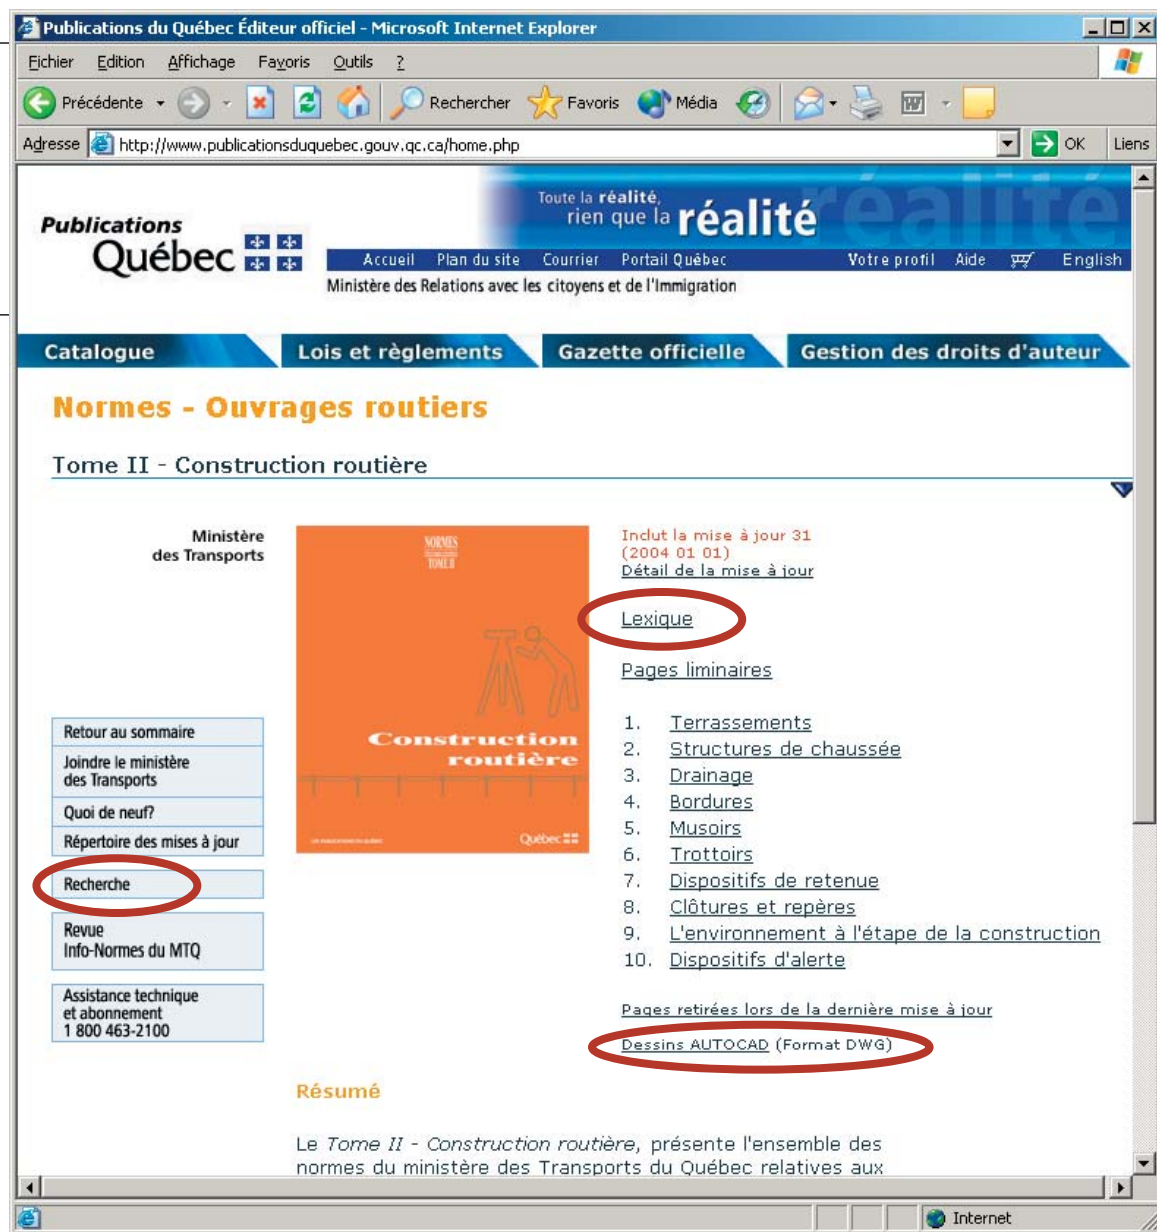 Publications du Québec Éditeur officiel - Microsoft Internet Explorer
Fichier Edition Affichage Favoris Outils ?
Précédente Rechercher Favoris Média
Adresse http://www.publicationsduquebec.gouv.qc.ca/home.php OK Liens
Toute la réalité,
rien que la réalité
réalité
Publications
Québec
Accueil Plan du site Courrier Portail Québec Votre profil Aide English
Ministère des Relations avec les citoyens et de l'Immigration
Catalogue Lois et règlements Gazette officielle Gestion des droits d'auteur
Normes - Ouvrages routiers
Tome II - Construction routière
Ministère
des Transports
NORMES
TOME II
Construction
routière
Québec
Inclut la mise à jour 31
(2004 01 01)
Détail de la mise à jour
Lexique
Pages liminaires
1. Terrassements
2. Structures de chaussée
3. Drainage
4. Bordures
5. Musoirs
6. Trottoirs
7. Dispositifs de retenue
8. Clôtures et repères
9. L'environnement à l'étape de la construction
10. Dispositifs d'alerte
Pages retirées lors de la dernière mise à jour
Dessins AUTOCAD (Format DWG)
Retour au sommaire
Joindre le ministère
des Transports
Quoi de neuf?
Répertoire des mises à jour
Recherche
Revue
Info-Normes du MTQ
Assistance technique
et abonnement
1 800 463-2100
Résumé
Le Tome II - Construction routière, présente l'ensemble des
normes du ministère des Transports du Québec relatives aux
Internet